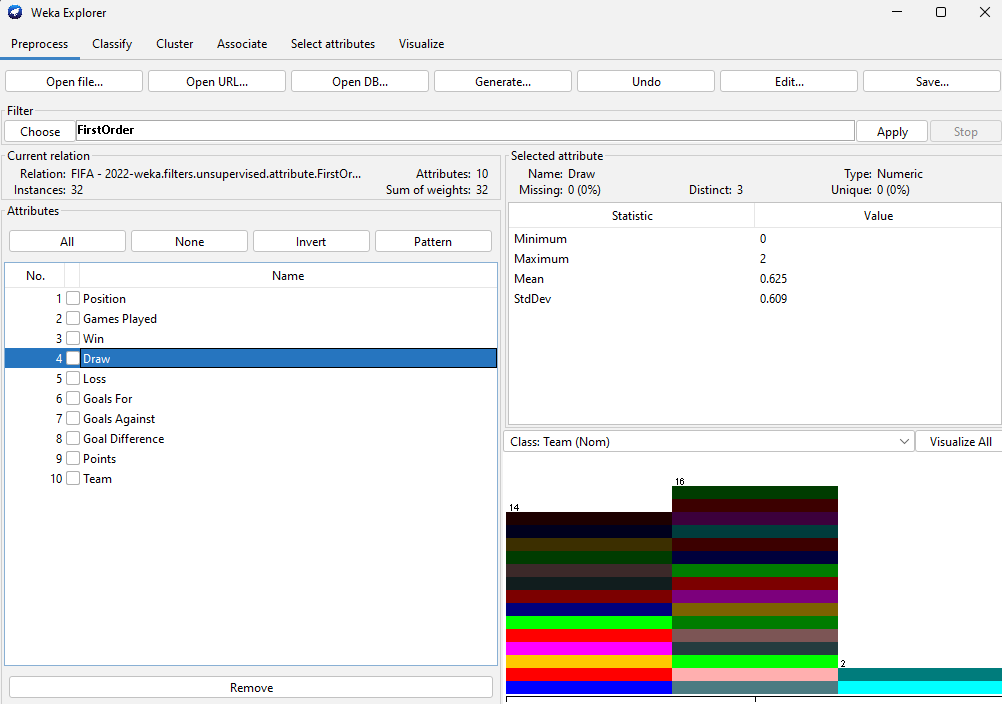 Weka Explorer
Preprocess Classify Cluster Associate Select attributes Visualize
Open file... Open URL... Open DB... Generate... Undo Edit... Save...
Filter
Choose FirstOrder Apply Stop
Current relation
Relation: FIFA - 2022-weka.filters.unsupervised.attribute.FirstOr... Attributes: 10
Instances: 32 Sum of weights: 32
Attributes
All None Invert Pattern
No. Name
1 Position
2 Games Played
3 Win
4 Draw
5 Loss
6 Goals For
7 Goals Against
8 Goal Difference
9 Points
10 Team
Remove
Selected attribute
Name: Draw Type: Numeric
Missing: 0 (0%) Distinct: 3 Unique: 0 (0%)
Statistic Value
Minimum 0
Maximum 2
Mean 0.625
StdDev 0.609
Class: Team (Nom) Visualize All
14 16 2